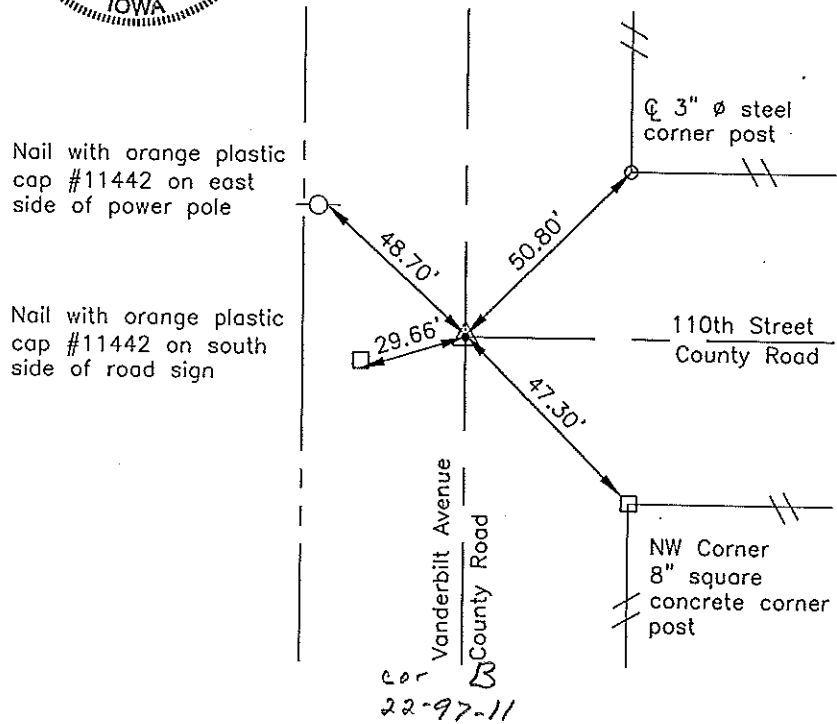 IOWA
℄ 3" ø steel
corner post
Nail with orange plastic
cap #11442 on east
side of power pole
48.70'
50.80'
Nail with orange plastic
cap #11442 on south
side of road sign
29.66'
110th Street
County Road
47.30'
Vanderbilt Avenue
County Road
NW Corner
8" square
concrete corner
post
cor B
22-97-11